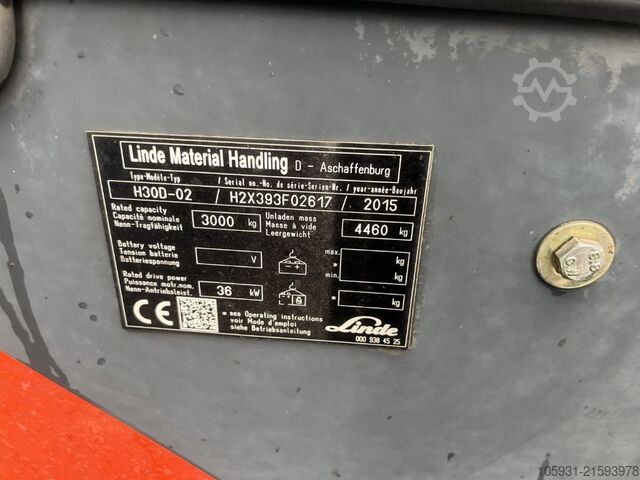 Linde Material Handling D - Aschaffenburg
Type-Modèle-Typ / Serial no.-No. de série-Serien-Nr. / year-année-Baujahr
H30D-02 / H2X393F02617 / 2015
Rated capacity
Capacité nominale
Nenn-Tragfähigkeit
3000 kg
Unladen mass
Masse à vide
Leergewicht
4460 kg
Battery voltage
Tension batterie
Batteriespannung
V
max.
*
min.
kg
kg
Rated drive power
Puissance motr.nom.
Nenn-Antriebsleist.
36 kW
* kg
CE
* see Operating instructions
voir Mode d'emploi
siehe Betriebsanleitung
Linde
000 938 45 25
8.8
105931-21593978